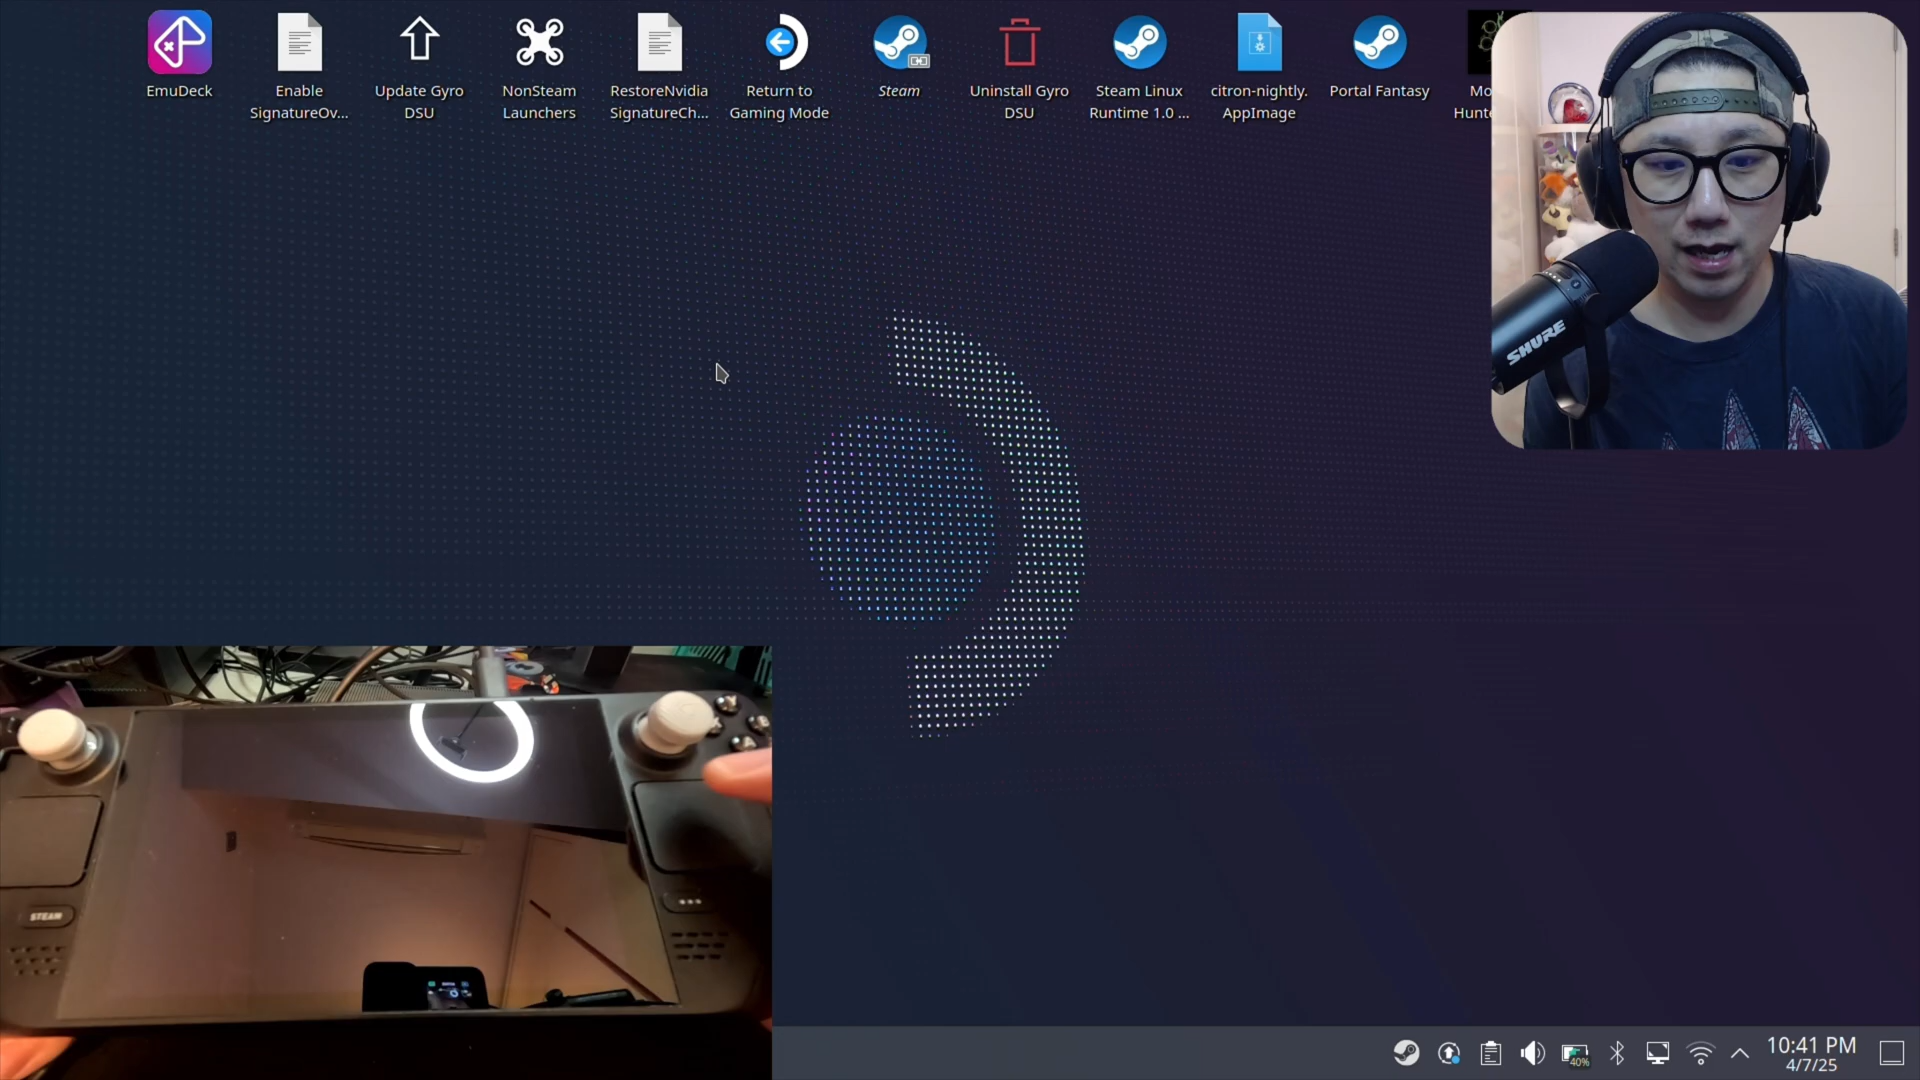 EmuDeck
Enable
SignatureOv...
Update Gyro
DSU
NonSteam
Launchers
RestoreNvidia
SignatureCh...
Return to
Gaming Mode
Steam
Uninstall Gyro
DSU
Steam Linux
Runtime 1.0 ...
citron-nightly.
AppImage
Portal Fantasy
Mo
Hunt
SHURE
STEAM
40%
10:41 PM
4/7/25